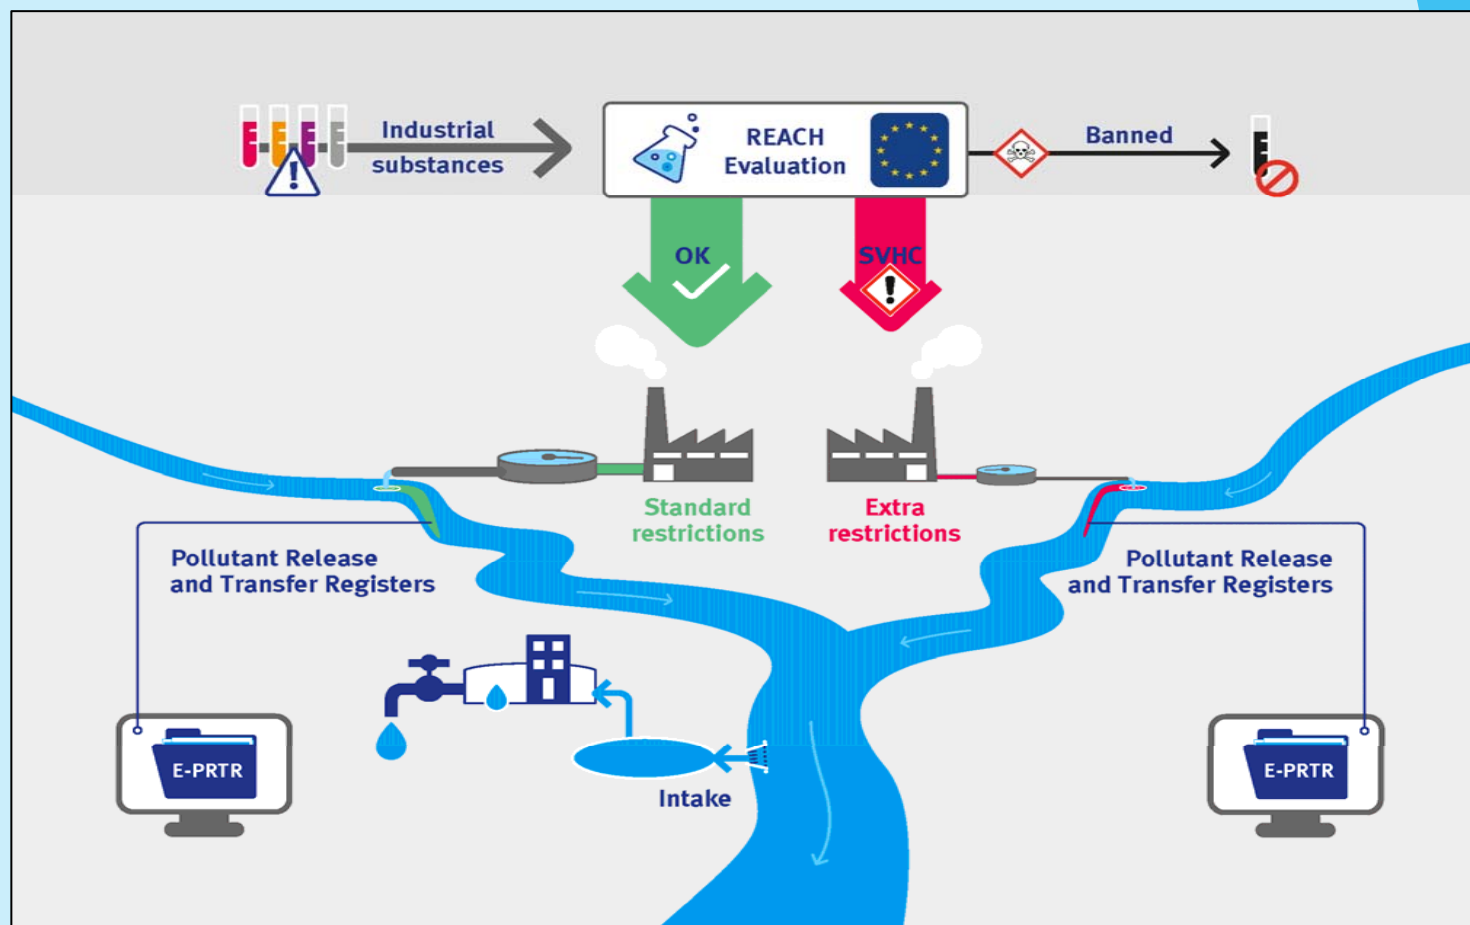 Industrial
substances
REACH
Evaluation
Banned
OK
SVHC
Standard
restrictions
Extra
restrictions
Pollutant Release
and Transfer Registers
Pollutant Release
and Transfer Registers
E-PRTR
Intake
E-PRTR